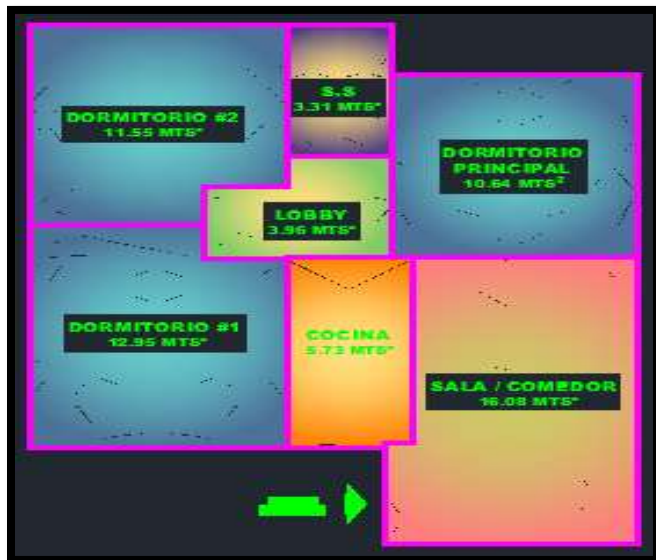 DORMITORIO #2
11.55 MTS²
S.S
3.31 MTS²
DORMITORIO
PRINCIPAL
10.64 MTS²
LOBBY
3.96 MTS²
DORMITORIO #1
12.95 MTS²
COCINA
5.73 MTS²
SALA / COMEDOR
16.08 MTS²